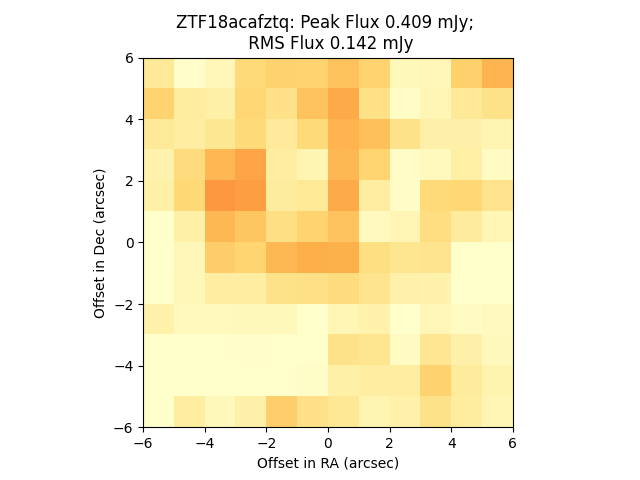 ZTF18acafztq: Peak Flux 0.409 mJy;
RMS Flux 0.142 mJy
6
4
2
0
−2
−4
−6
Offset in Dec (arcsec)
−6 −4 −2 0 2 4 6
Offset in RA (arcsec)